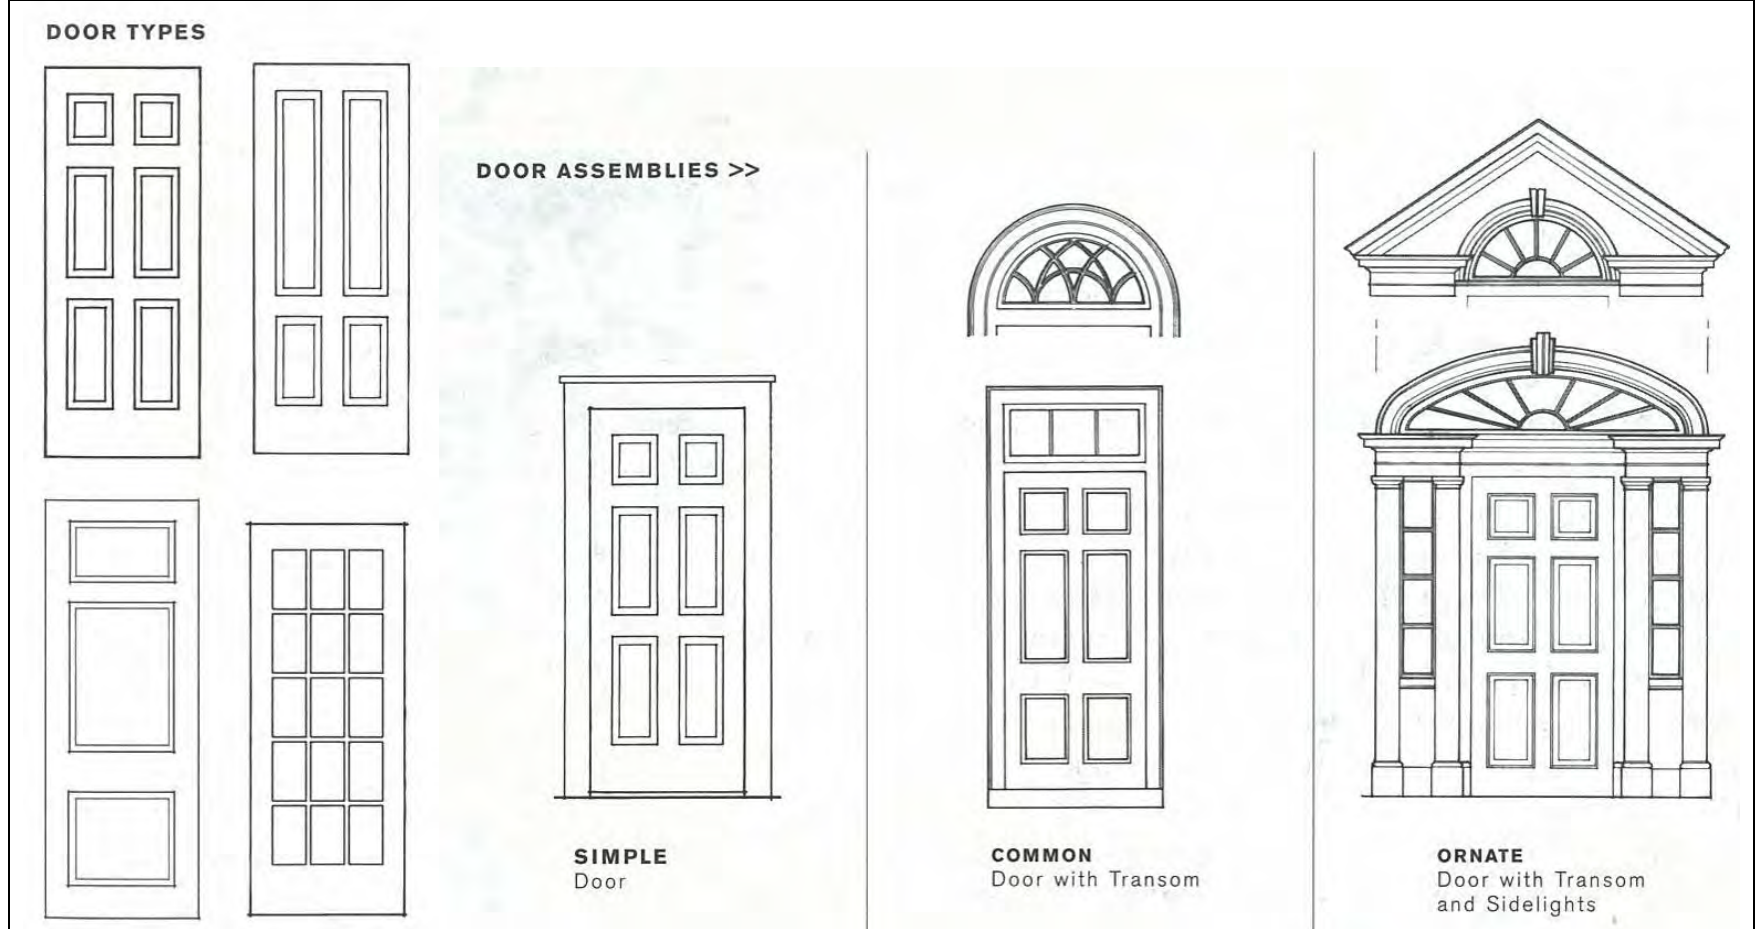 DOOR TYPES
DOOR ASSEMBLIES >>
SIMPLE
Door
COMMON
Door with Transom
ORNATE
Door with Transom
and Sidelights